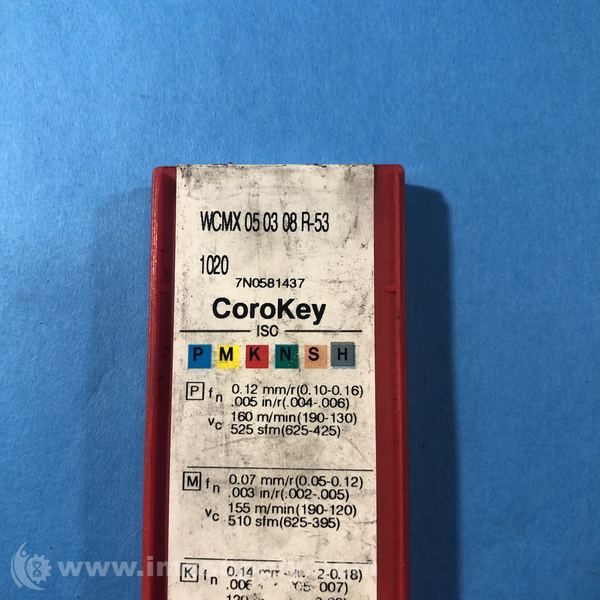 WCMX 05 03 08 R-53
1020
7N0581437
CoroKey
ISO
P M K N S H
P fn 0.12 mm/r(0.10-0.16)
.005 in/r(.004-.006)
vc 160 m/min(190-130)
525 sfm(625-425)
M fn 0.07 mm/r(0.05-0.12)
.003 in/r(.002-.005)
vc 155 m/min(190-120)
510 sfm(625-395)
K fn 0.14